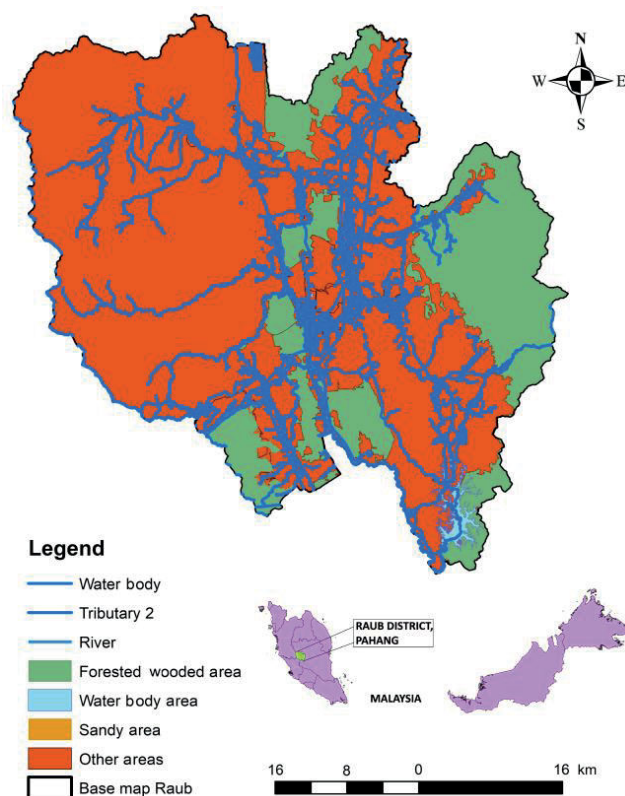 N
W E
S
Legend
Water body
Tributary 2
River
Forested wooded area
Water body area
Sandy area
Other areas
Base map Raub
RAUB DISTRICT,
PAHANG
MALAYSIA
16 8 0 16 km